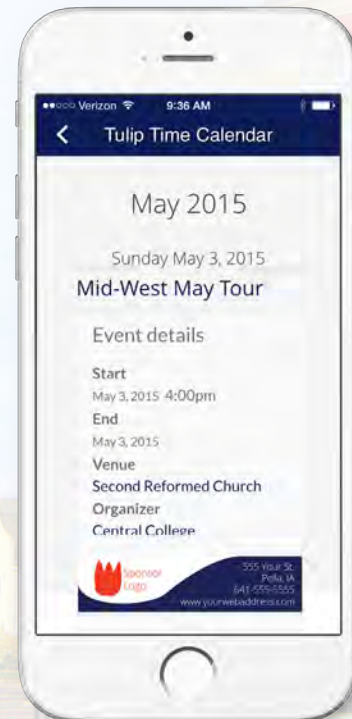 Verizon 9:36 AM
Tulip Time Calendar
May 2015
Sunday May 3, 2015
Mid-West May Tour
Event details
Start
May 3, 2015 4:00pm
End
May 3, 2015
Venue
Second Reformed Church
Organizer
Central College
Sponsor
Logo
555 Your St.
Pella, IA
641-555-5555
www.yourwebaddress.com